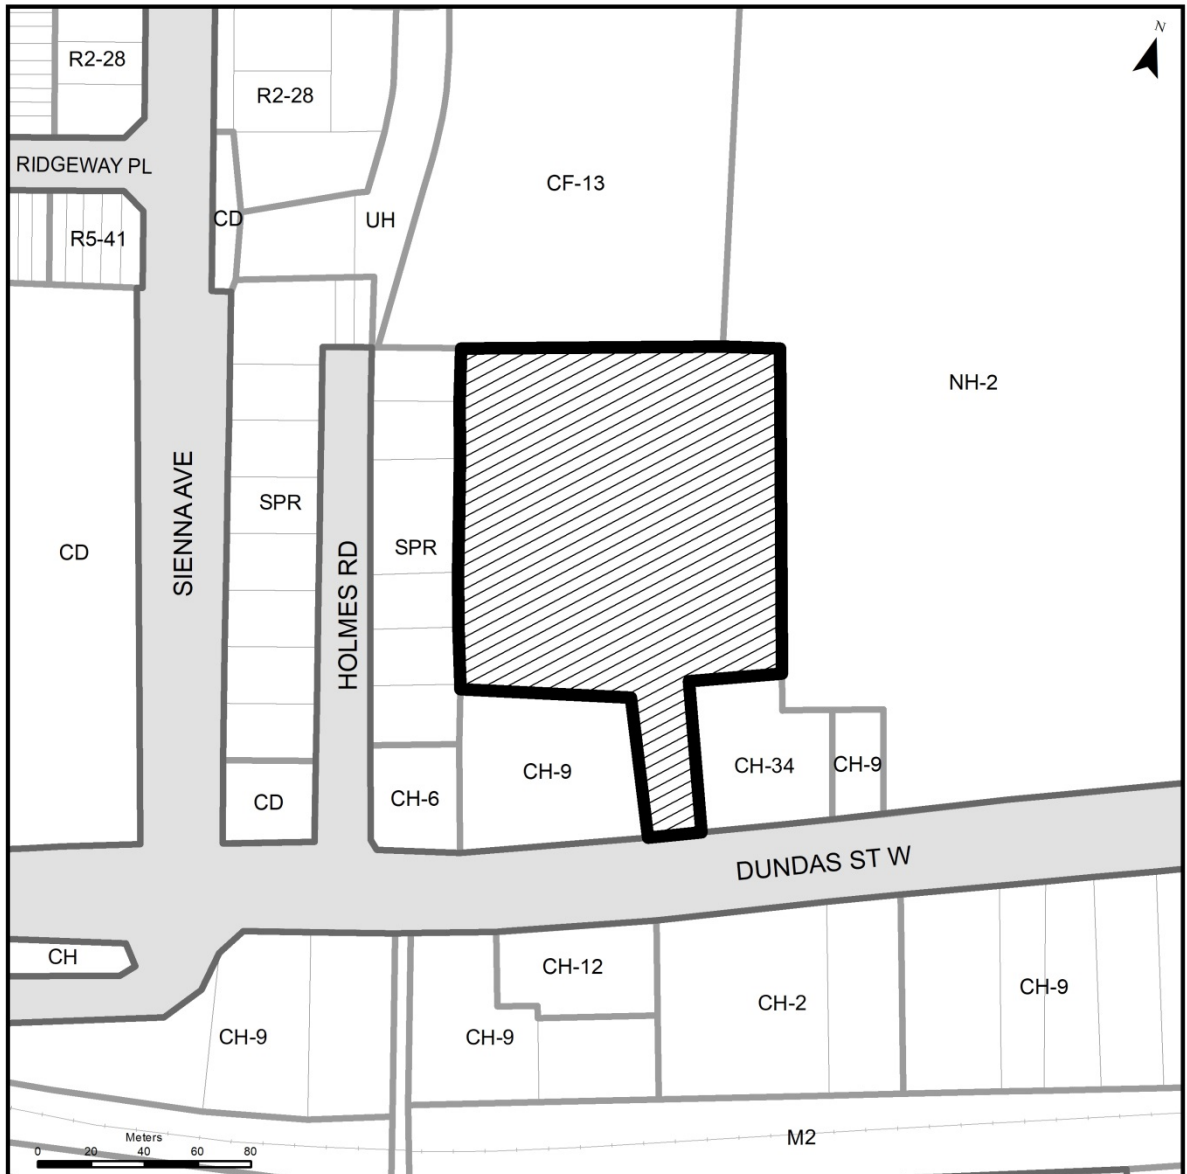 N
R2-28
R2-28
RIDGEWAY PL
CF-13
CD
UH
R5-41
NH-2
SIENNA AVE
SPR
CD
HOLMES RD
SPR
CH-9
CH-34
CH-9
CD
CH-6
DUNDAS ST W
CH
CH-12
CH-2
CH-9
CH-9
CH-9
M2
Meters
0 20 40 60 80